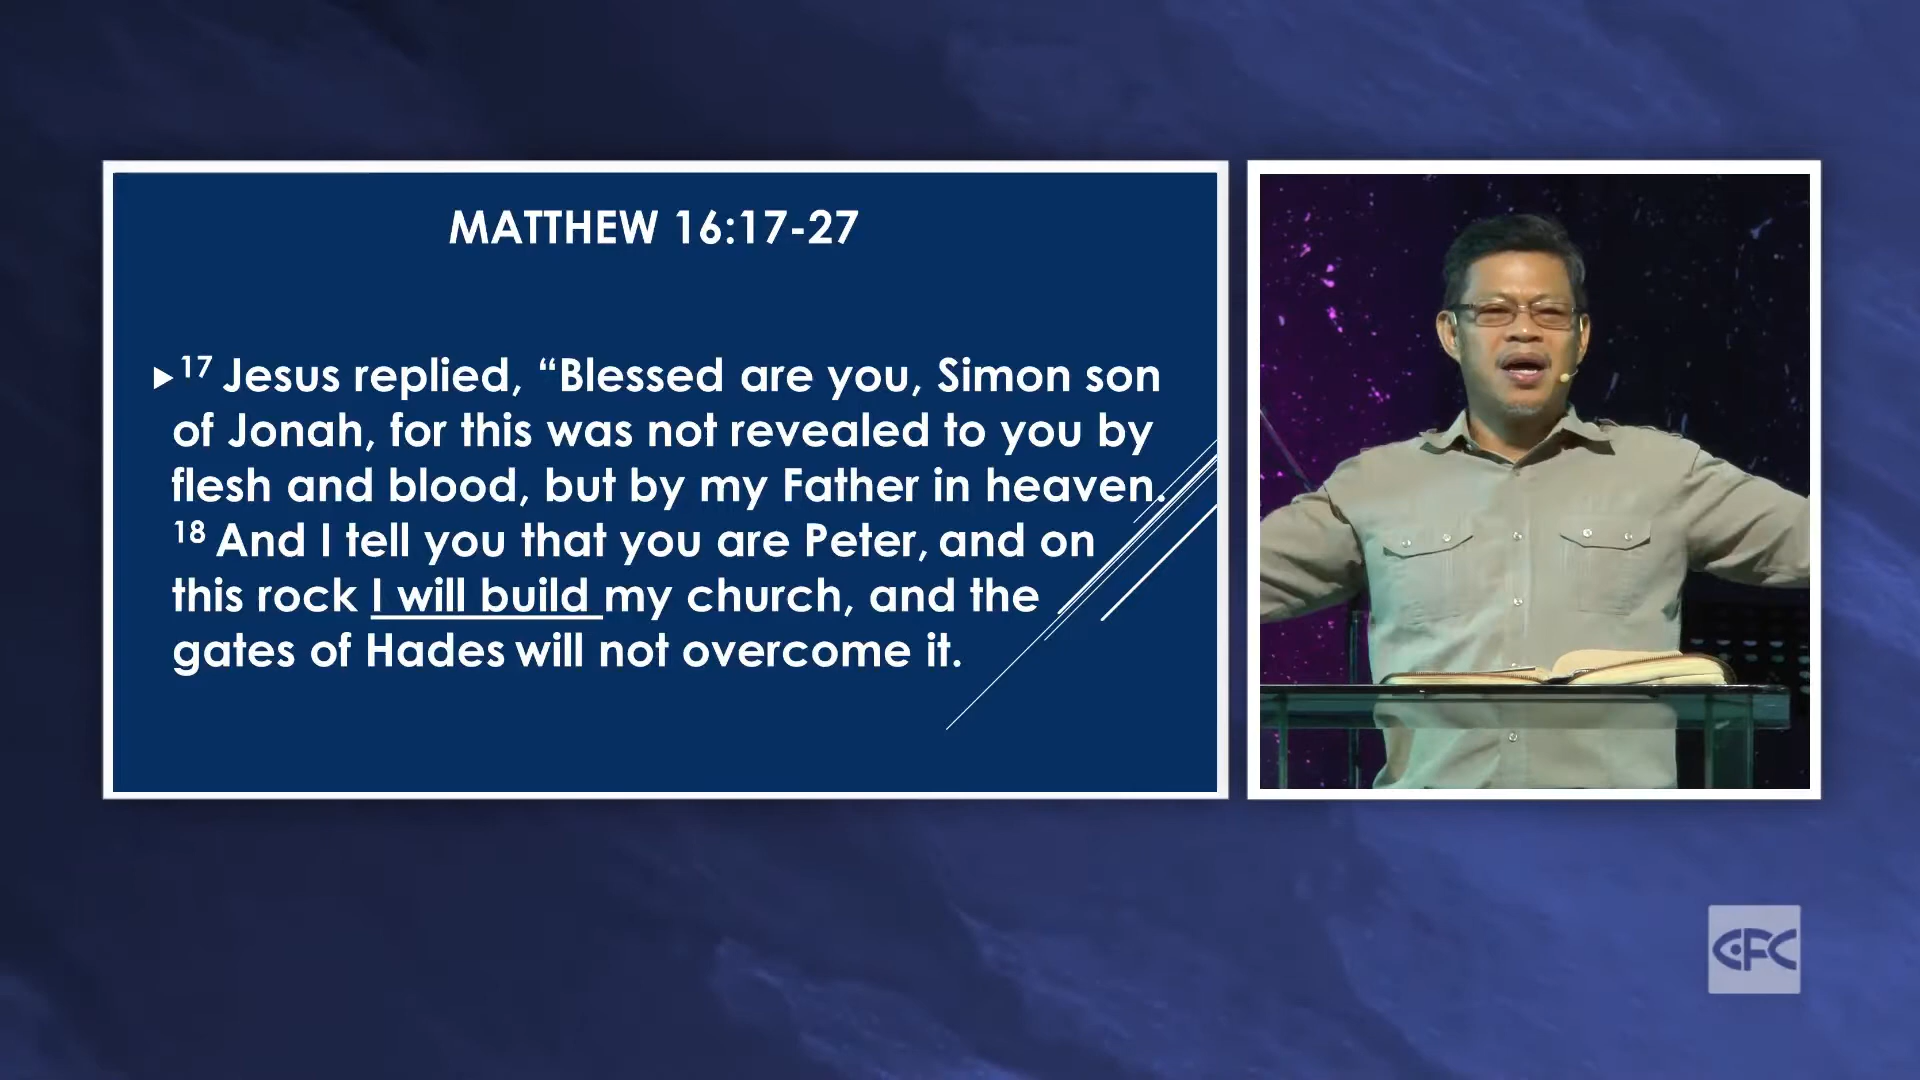 MATTHEW 16:17-27
▶17 Jesus replied, “Blessed are you, Simon son
of Jonah, for this was not revealed to you by
flesh and blood, but by my Father in heaven.
18 And I tell you that you are Peter, and on
this rock I will build my church, and the
gates of Hades will not overcome it.
CFC